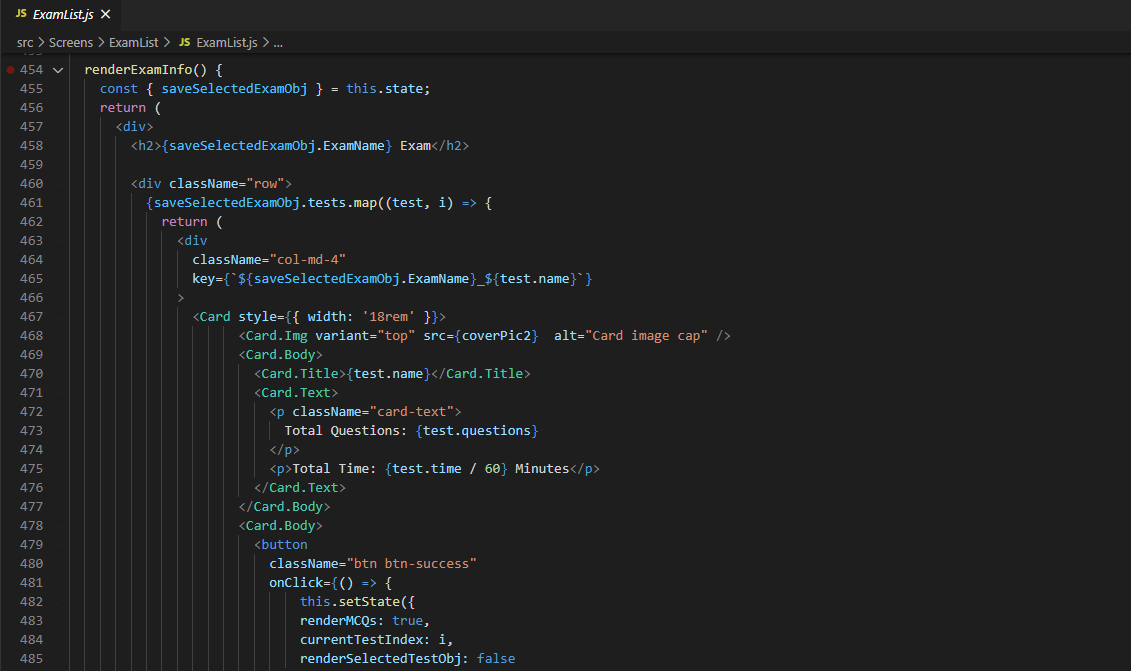 JS ExamList.js ×
src > Screens > ExamList > JS ExamList.js > ...
454 renderExamInfo() {
455 const { saveSelectedExamObj } = this.state;
456 return (
457 <div>
458 <h2>{saveSelectedExamObj.ExamName} Exam</h2>
459
460 <div className="row">
461 {saveSelectedExamObj.tests.map((test, i) => {
462 return (
463 <div
464 className="col-md-4"
465 key={`${saveSelectedExamObj.ExamName}_${test.name}`}
466 >
467 <Card style={{ width: '18rem' }}>
468 <Card.Img variant="top" src={coverPic2}  alt="Card image cap" />
469 <Card.Body>
470 <Card.Title>{test.name}</Card.Title>
471 <Card.Text>
472 <p className="card-text">
473 Total Questions: {test.questions}
474 </p>
475 <p>Total Time: {test.time / 60} Minutes</p>
476 </Card.Text>
477 </Card.Body>
478 <Card.Body>
479 <button
480 className="btn btn-success"
481 onClick={() => {
482 this.setState({
483 renderMCQs: true,
484 currentTestIndex: i,
485 renderSelectedTestObj: false